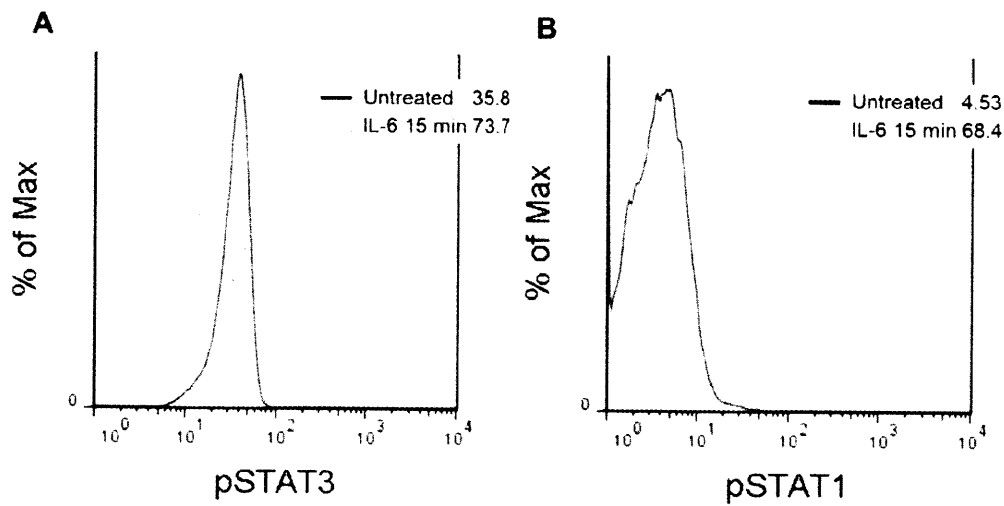 A
Untreated 35.8
IL-6 15 min 73.7
% of Max
0
10^0 10^1 10^2 10^3 10^4
pSTAT3
B
Untreated 4.53
IL-6 15 min 68.4
% of Max
0
10^0 10^1 10^2 10^3 10^4
pSTAT1